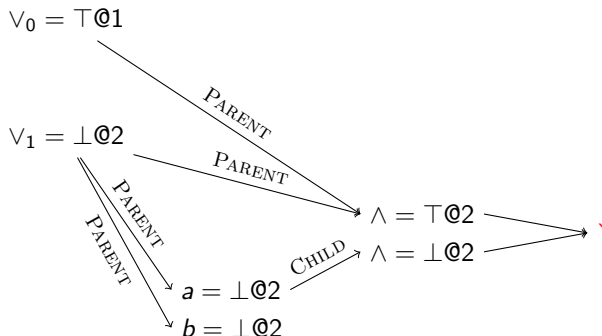 ∨₀ = ⊤@1
PARENT
∨₁ = ⊥@2
PARENT
PARENT
PARENT
∧ = ⊤@2
∧ = ⊥@2
CHILD
a = ⊥@2
b = ⊥@2